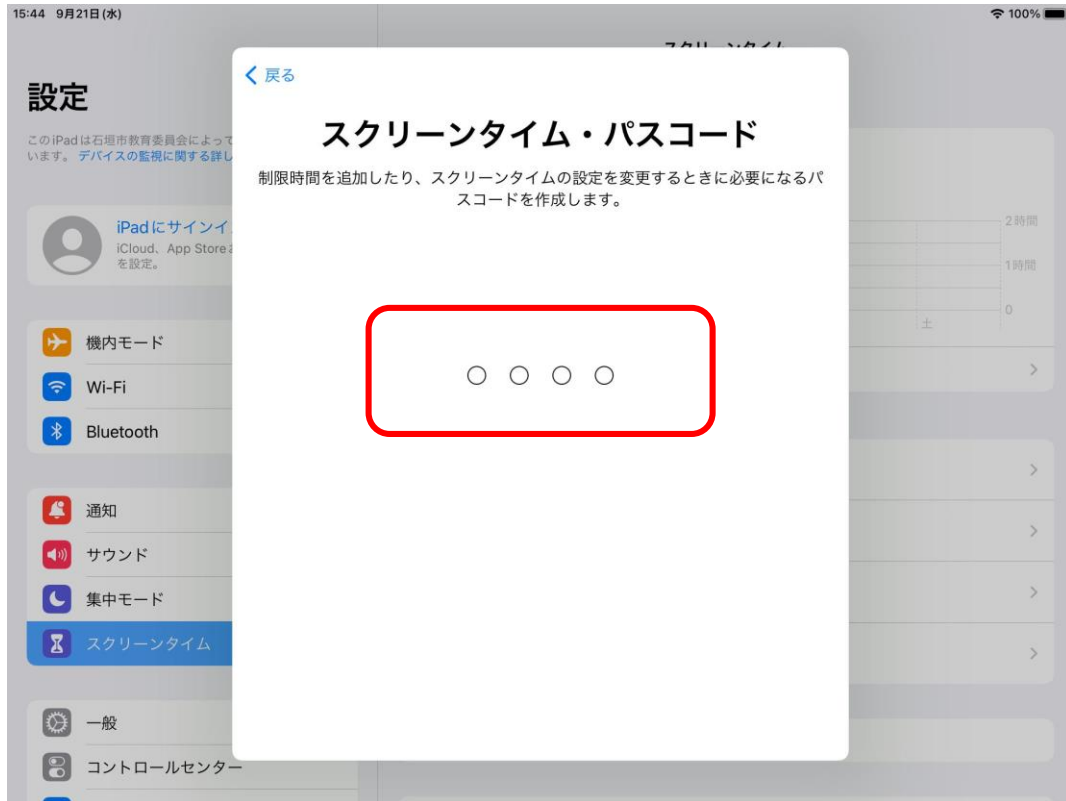 15:44 9月21日(水)
100%
設定
このiPadは石垣市教育委員会によって
います。デバイスの監視に関する詳し
iPadにサインイ
iCloud、App Store
を設定。
機内モード
Wi-Fi
Bluetooth
通知
サウンド
集中モード
スクリーンタイム
一般
コントロールセンター
スクリーンタイム
戻る
スクリーンタイム・パスコード
制限時間を追加したり、スクリーンタイムの設定を変更するときに必要になるパ
スコードを作成します。
2時間
1時間
0
土